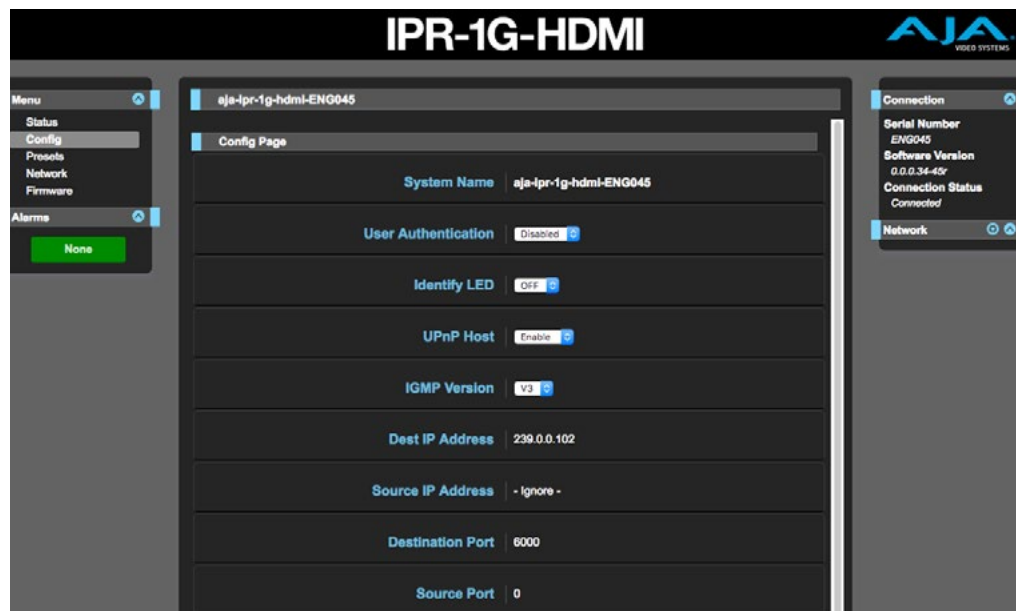 IPR-1G-HDMI
AJA
VIDEO SYSTEMS
Menu
Status
Config
Presets
Network
Firmware
Alarms
None
aja-ipr-1g-hdmi-ENG045
Config Page
System Name aja-ipr-1g-hdmi-ENG045
User Authentication Disabled
Identify LED OFF
UPnP Host Enable
IGMP Version V3
Dest IP Address 239.0.0.102
Source IP Address - Ignore -
Destination Port 6000
Source Port 0
Connection
Serial Number
ENG045
Software Version
0.0.0.34-45r
Connection Status
Connected
Network